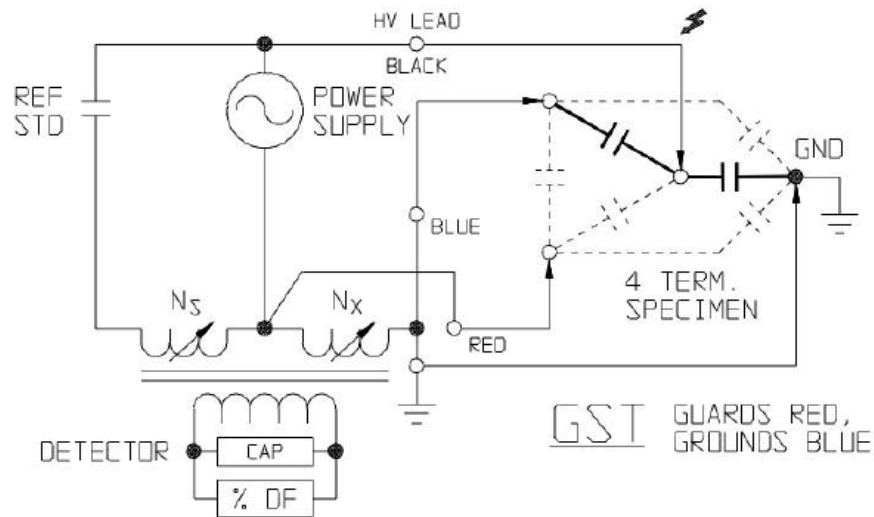 HV LEAD
BLACK
REF
STD
POWER
SUPPLY
GND
BLUE
4 TERM.
SPECIMEN
NS
NX
RED
GST
GUARDS RED,
GROUNDS BLUE
DETECTOR
CAP
% DF